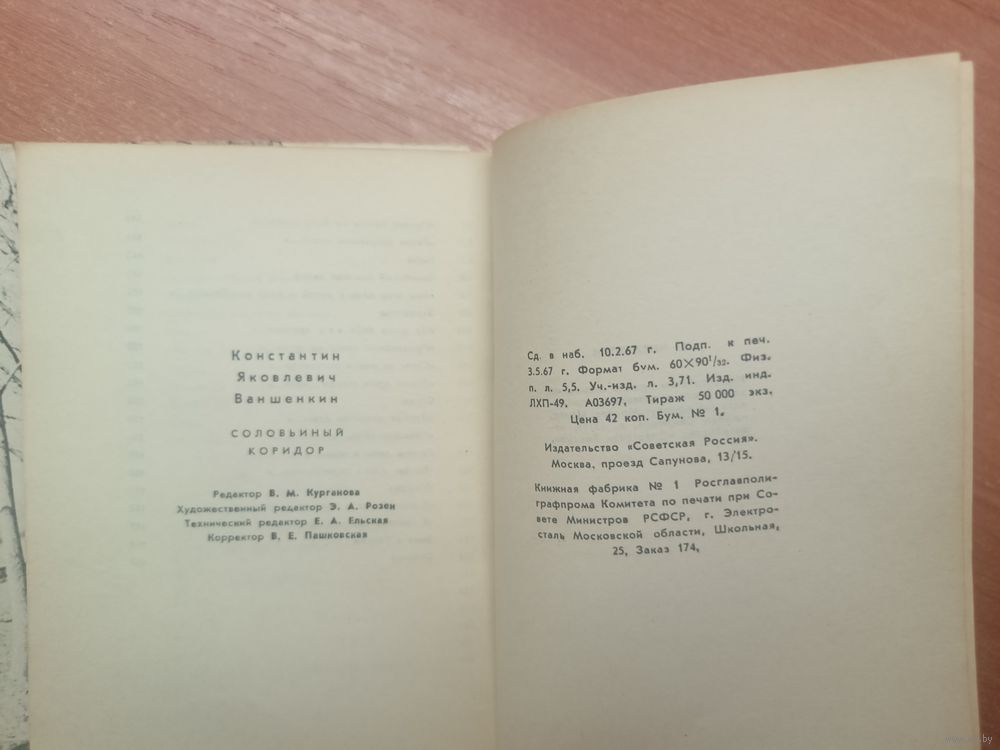 Константин
Яковлевич
Ваншенкин
СОЛОВЬИНЫЙ
КОРИДОР
Редактор В. М. Курганова
Художественный редактор Э. А. Розен
Технический редактор Е. А. Ельская
Корректор В. Е. Пашковская
Сд. в наб. 10.2.67 г. Подп. к печ.
3.5.67 г. Формат бум. 60×90¹/₃₂. Физ.
п. л. 5,5. Уч.-изд. л. 3,71. Изд. инд.
ЛХП-49. А03697. Тираж 50 000 экз.
Цена 42 коп. Бум. № 1.
Издательство «Советская Россия».
Москва, проезд Сапунова, 13/15.
Книжная фабрика № 1 Росглавполи-
графпрома Комитета по печати при Со-
вете Министров РСФСР, г. Электро-
сталь Московской области, Школьная,
25, Заказ 174,